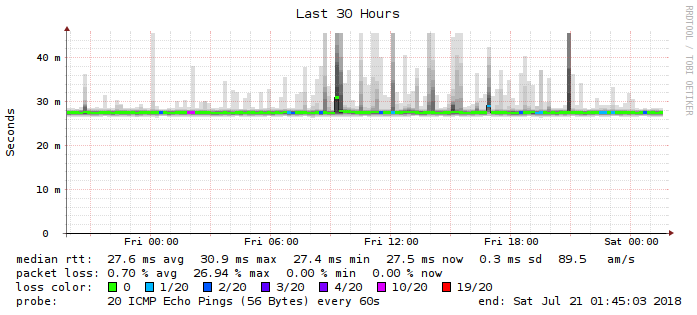 Last 30 Hours
RRDTOOL / TOBI OETIKER
Seconds
40 m
30 m
20 m
10 m
0
Fri 00:00 Fri 06:00 Fri 12:00 Fri 18:00 Sat 00:00
median rtt: 27.6 ms avg 30.9 ms max 27.4 ms min 27.5 ms now 0.3 ms sd 89.5 am/s
packet loss: 0.70 % avg 26.94 % max 0.00 % min 0.00 % now
loss color: 0 1/20 2/20 3/20 4/20 10/20 19/20
probe: 20 ICMP Echo Pings (56 Bytes) every 60s end: Sat Jul 21 01:45:03 2018